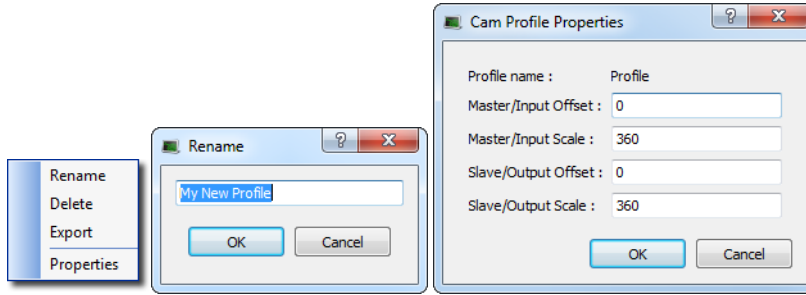 Rename
Delete
Export
Properties
Rename
My New Profile
OK Cancel
Cam Profile Properties
Profile name : Profile
Master/Input Offset : 0
Master/Input Scale : 360
Slave/Output Offset : 0
Slave/Output Scale : 360
OK Cancel